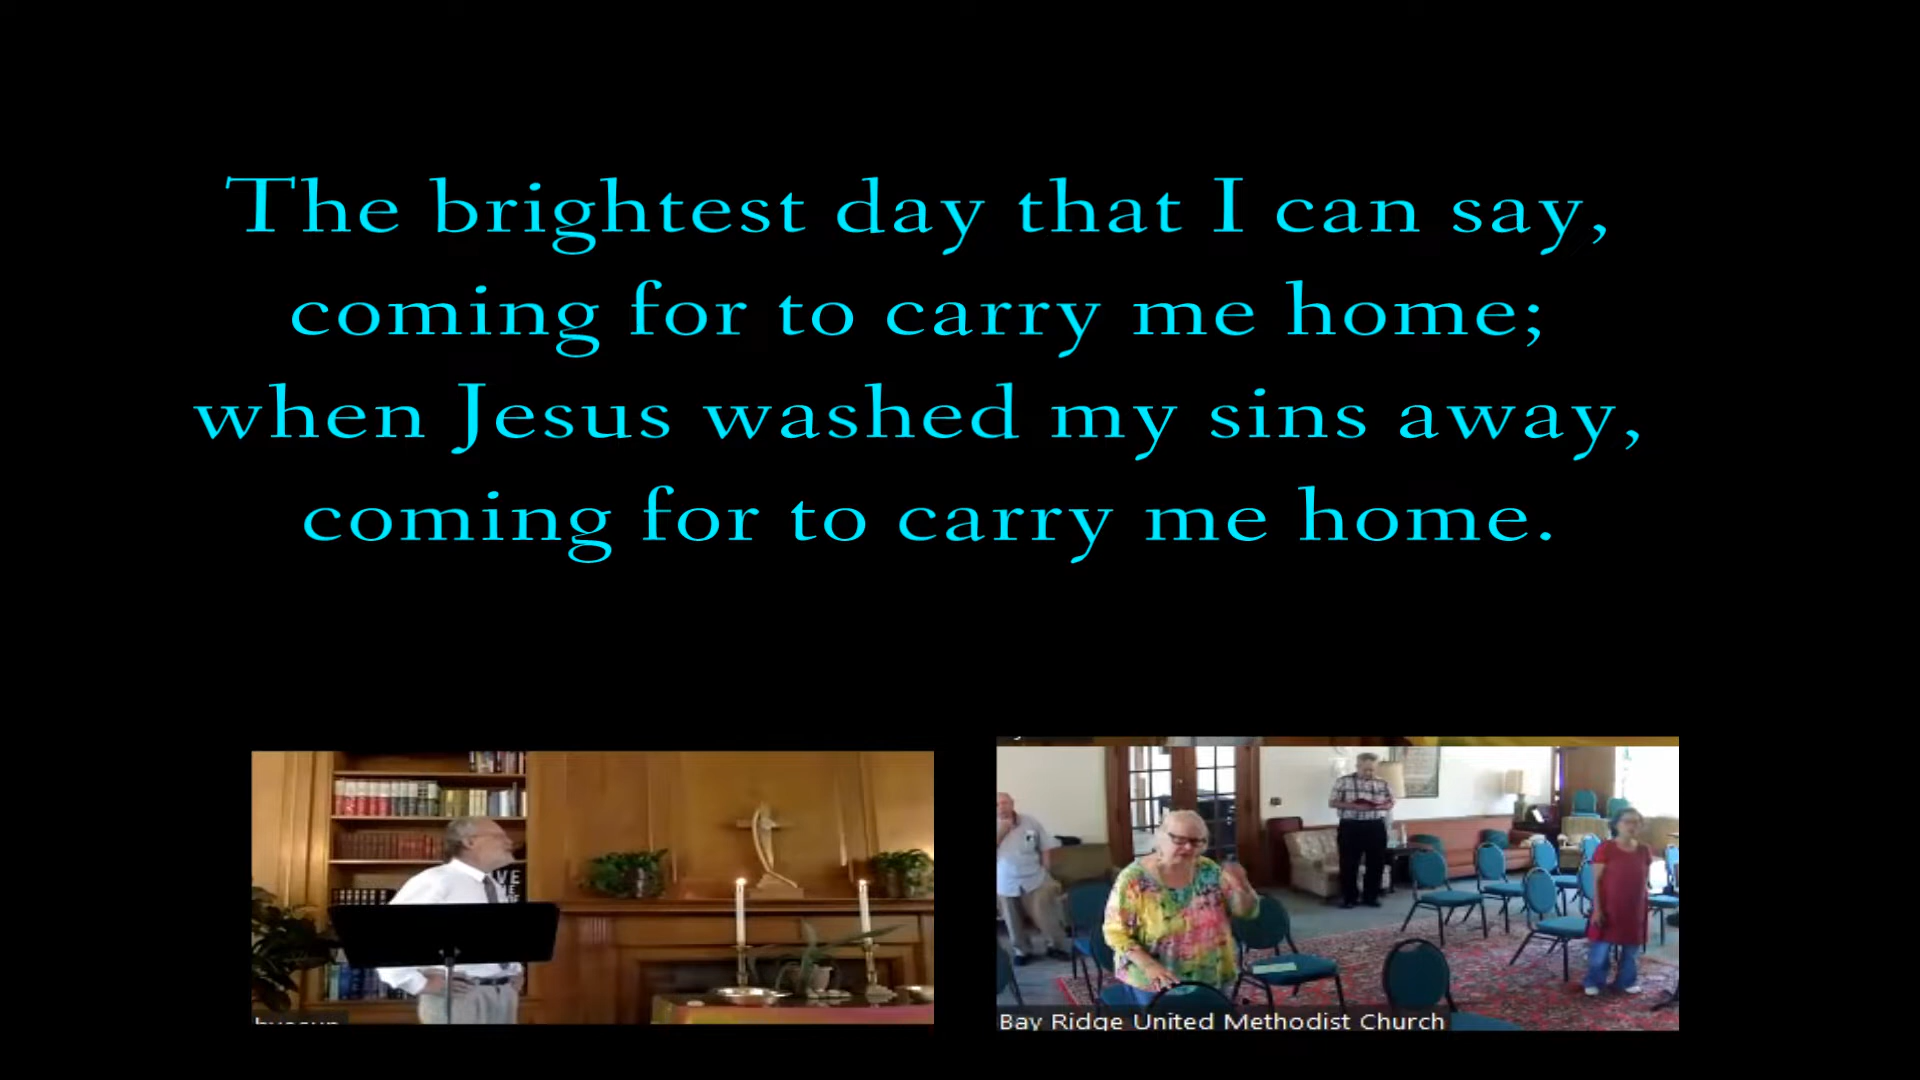 The brightest day that I can say,
coming for to carry me home;
when Jesus washed my sins away,
coming for to carry me home.
Bay Ridge United Methodist Church